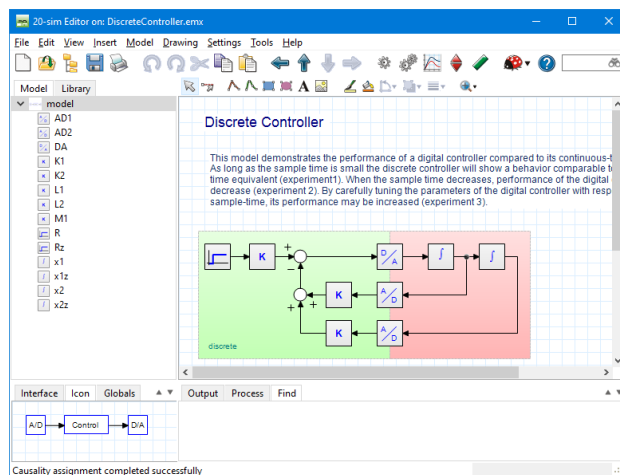 20-sim Editor on: DiscreteController.emx
File Edit View Insert Model Drawing Settings Tools Help
Model Library
model
AD1
AD2
DA
K1
K2
L1
L2
M1
R
Rz
x1
x1z
x2
x2z
Discrete Controller
This model demonstrates the performance of a digital controller compared to its continuous-t
As long as the sample time is small the discrete controller will show a behavior comparable to
time equivalent (experiment1). When the sample time decreases, performance of the digital
decrease (experiment 2). By carefully tuning the parameters of the digital controller with resp
sample-time, its performance may be increased (experiment 3).
K D/A ∫ ∫
K A/D
K A/D
discrete
Interface Icon Globals
Output Process Find
A/D Control D/A
Causality assignment completed successfully